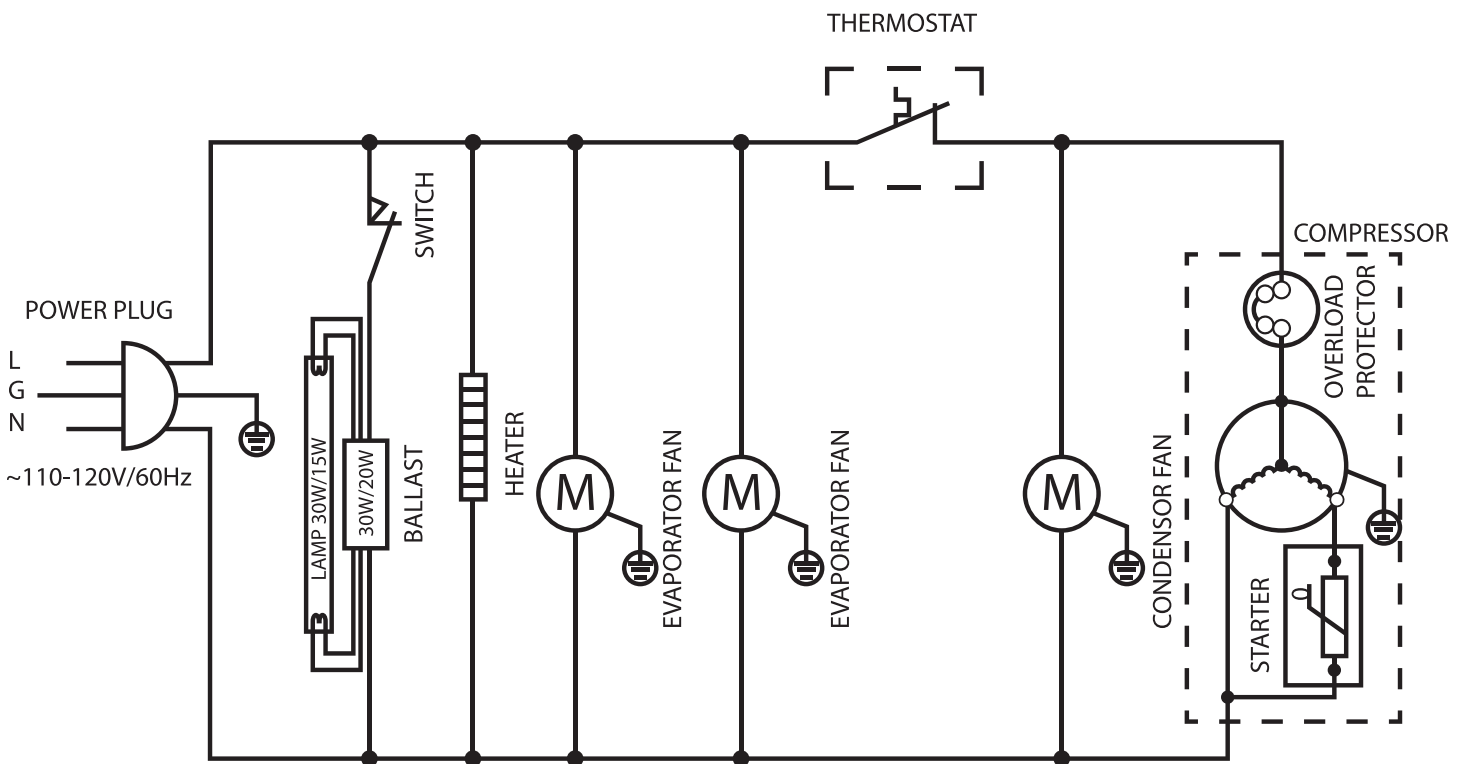 THERMOSTAT
SWITCH
COMPRESSOR
OVERLOAD
PROTECTOR
POWER PLUG
L
G
N
~110-120V/60Hz
LAMP 30W/15W
30W/20W
BALLAST
HEATER
M
EVAPORATOR FAN
M
EVAPORATOR FAN
M
CONDENSOR FAN
STARTER